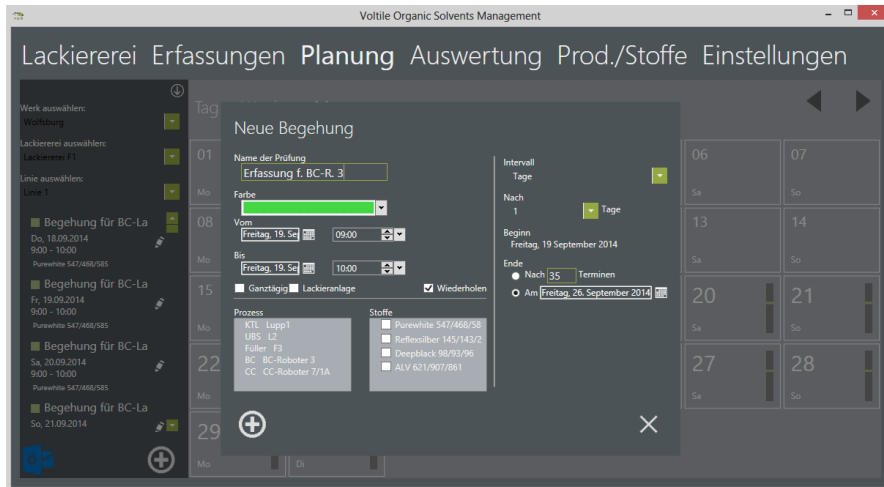 Voltile Organic Solvents Management
Lackiererei Erfassungen Planung Auswertung Prod./Stoffe Einstellungen
Werk auswählen:
Wolfsburg
Lackiererei auswählen:
Lackiererei F1
Linie auswählen:
Linie 1
Begehung für BC-La
Do, 18.09.2014
9:00 - 10:00
Purewhite 547/468/585
Begehung für BC-La
Fr, 19.09.2014
9:00 - 10:00
Purewhite 547/468/585
Begehung für BC-La
Sa, 20.09.2014
9:00 - 10:00
Purewhite 547/468/585
Begehung für BC-La
So, 21.09.2014
Tag
01
Mo
08
Mo
15
Mo
22
Mo
29
Mo
Di
Neue Begehung
Name der Prüfung
Erfassung f. BC-R. 3
Farbe
Vom
Freitag, 19. Se
09:00
Bis
Freitag, 19. Se
10:00
Ganztägig
Lackieranlage
Wiederholen
Prozess
KTL Lupp1
UBS L2
Füller F3
BC BC-Roboter 3
CC CC-Roboter 7/1A
Stoffe
Purewhite 547/468/58
Reflexsilber 145/143/2
Deepblack 98/93/96
ALV 621/907/861
Intervall
Tage
Nach
1 Tage
Beginn
Freitag, 19 September 2014
Ende
Nach 35 Terminen
Am Freitag, 26. September 2014
06
Sa
07
So
13
Sa
14
So
20
Sa
21
So
27
Sa
28
So